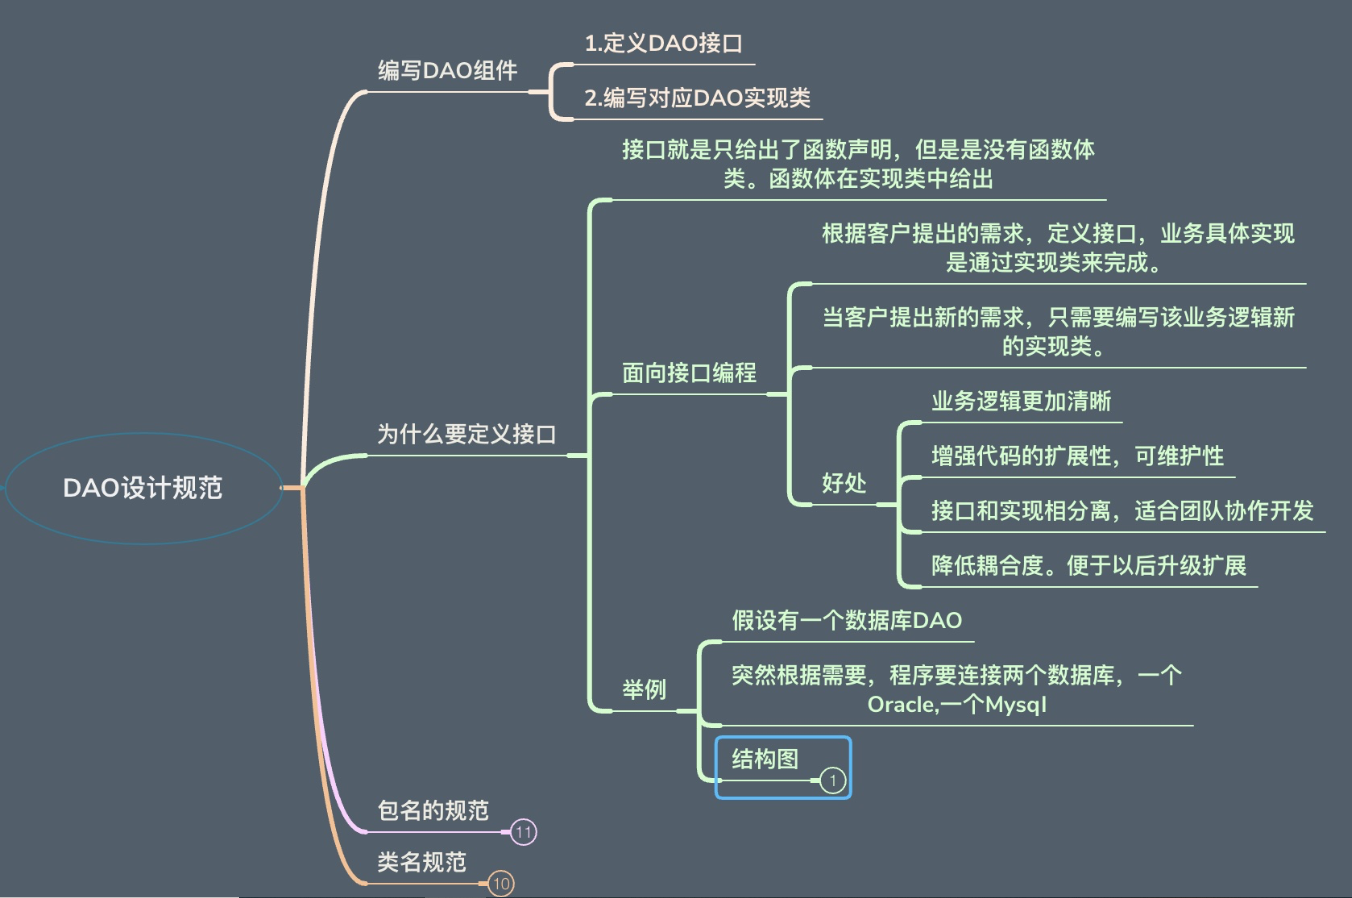 DAO设计规范
编写DAO组件
1.定义DAO接口
2.编写对应DAO实现类
为什么要定义接口
接口就是只给出了函数声明，但是是没有函数体
类。函数体在实现类中给出
面向接口编程
根据客户提出的需求，定义接口，业务具体实现
是通过实现类来完成。
当客户提出新的需求，只需要编写该业务逻辑新
的实现类。
好处
业务逻辑更加清晰
增强代码的扩展性，可维护性
接口和实现相分离，适合团队协作开发
降低耦合度。便于以后升级扩展
举例
假设有一个数据库DAO
突然根据需要，程序要连接两个数据库，一个
Oracle,一个Mysql
结构图
1
包名的规范
11
类名规范
10